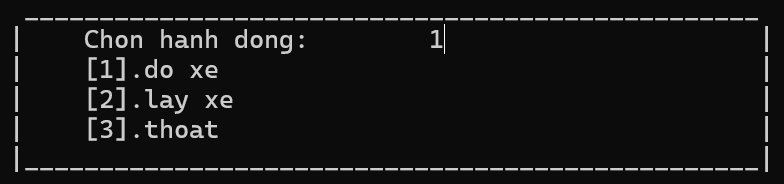 Chon hanh dong: 1
[1].do xe
[2].lay xe
[3].thoat